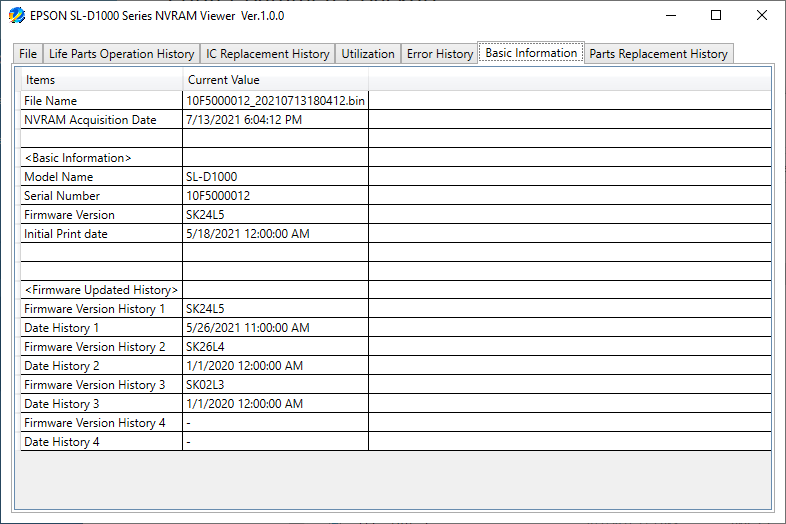 EPSON SL-D1000 Series NVRAM Viewer Ver.1.0.0
File Life Parts Operation History IC Replacement History Utilization Error History Basic Information Parts Replacement History
Items Current Value
File Name 10F5000012_20210713180412.bin
NVRAM Acquisition Date 7/13/2021 6:04:12 PM
<Basic Information>
Model Name SL-D1000
Serial Number 10F5000012
Firmware Version SK24L5
Initial Print date 5/18/2021 12:00:00 AM
<Firmware Updated History>
Firmware Version History 1 SK24L5
Date History 1 5/26/2021 11:00:00 AM
Firmware Version History 2 SK26L4
Date History 2 1/1/2020 12:00:00 AM
Firmware Version History 3 SK02L3
Date History 3 1/1/2020 12:00:00 AM
Firmware Version History 4 -
Date History 4 -